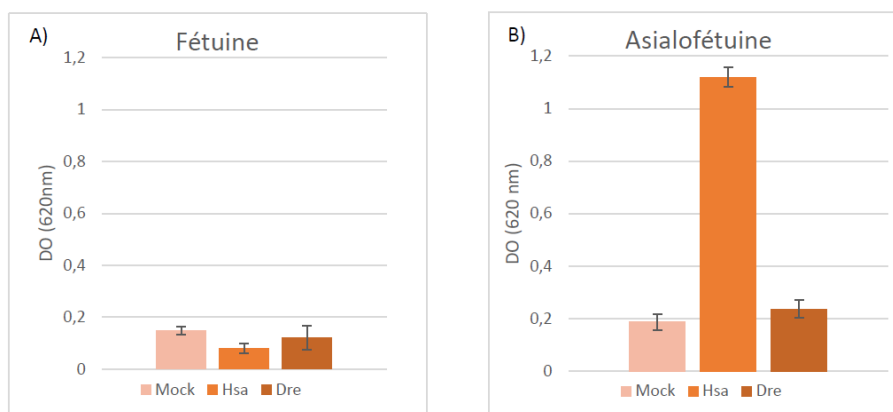 A) Fétuine
1,2
1
0,8
0,6
0,4
0,2
0
DO (620nm)
Mock Hsa Dre
B) Asialofétuine
1,2
1
0,8
0,6
0,4
0,2
0
DO (620 nm)
Mock Hsa Dre